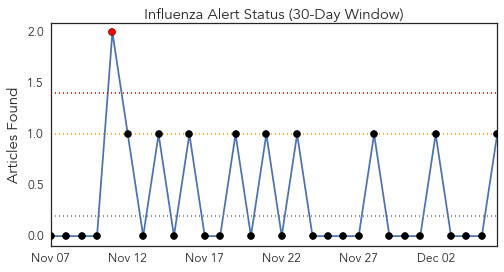 Influenza Alert Status (30-Day Window)
Articles Found
2.0
1.5
1.0
0.5
0.0
Nov 07 Nov 12 Nov 17 Nov 22 Nov 27 Dec 02